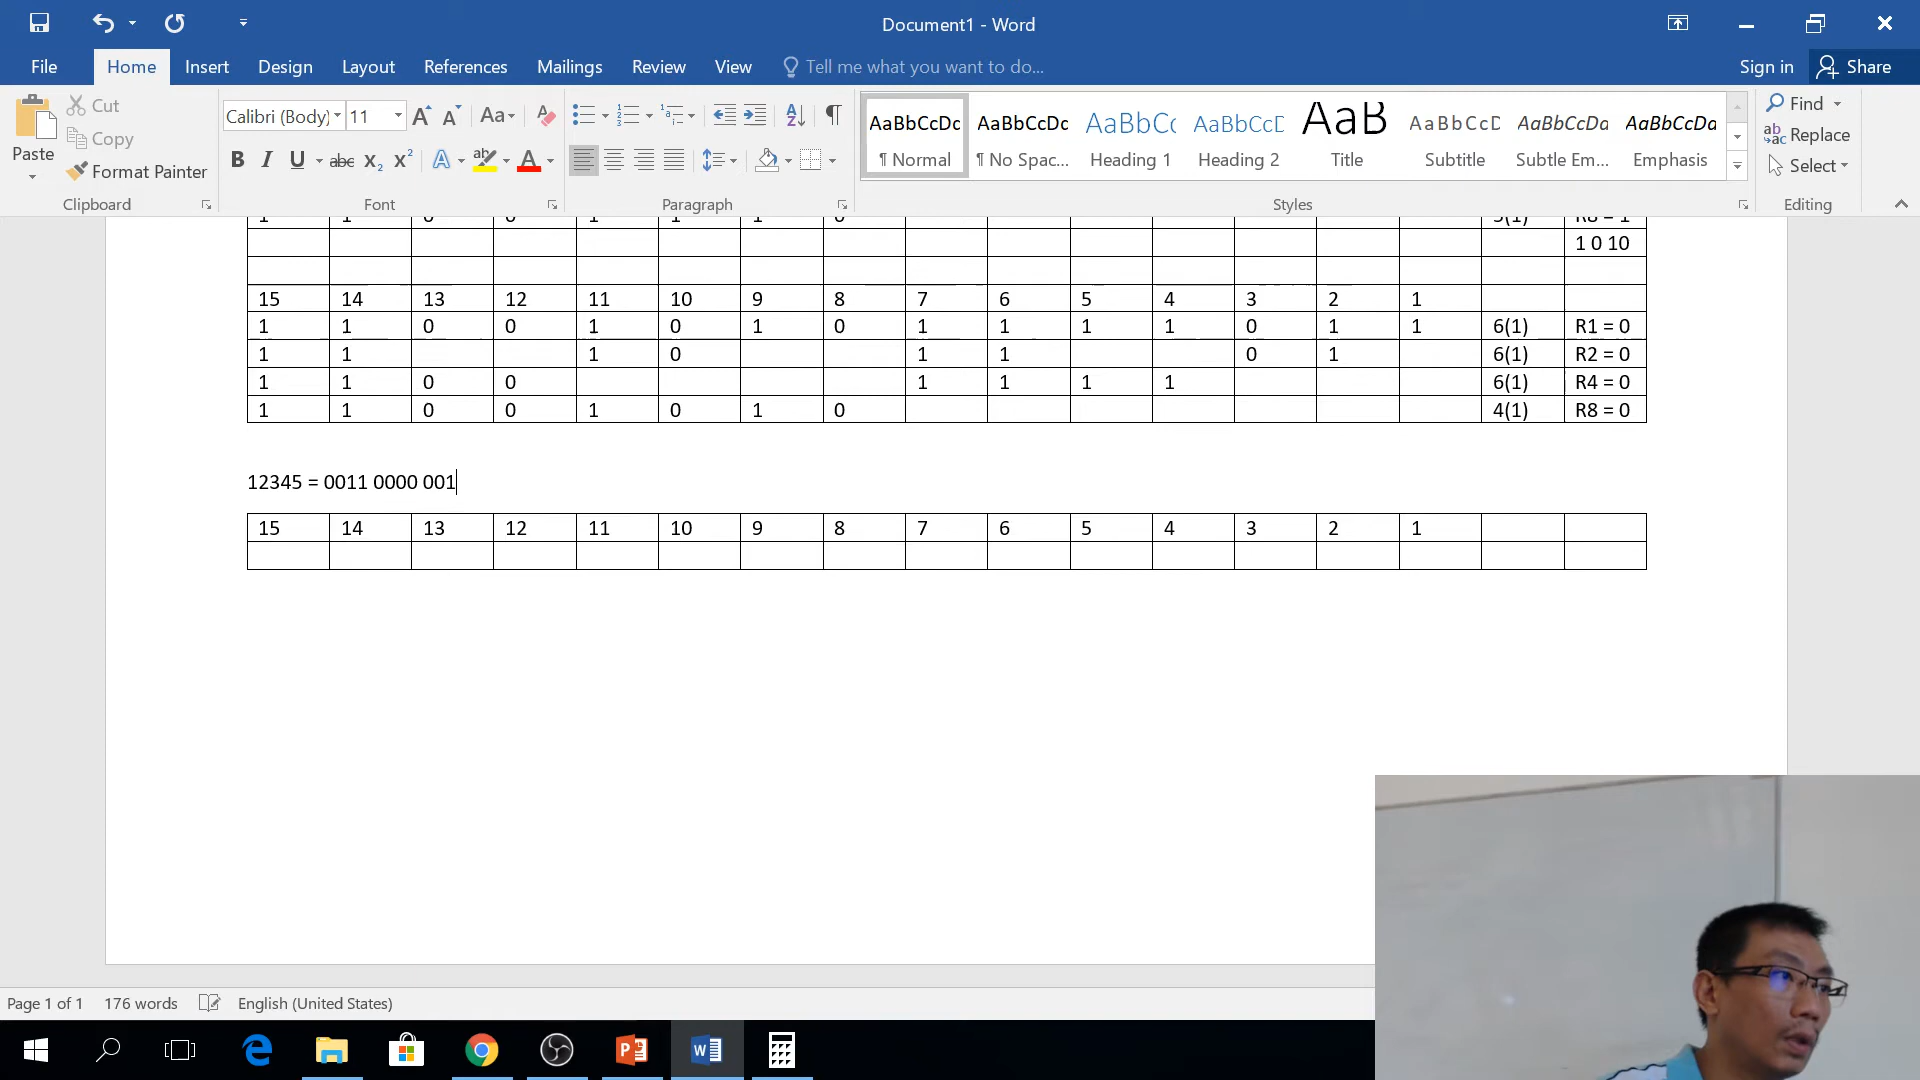 Document1 - Word
File Home Insert Design Layout References Mailings Review View Tell me what you want to do... Sign in Share
Paste Cut Copy Format Painter Clipboard
Calibri (Body) 11 Aa B I U abc X2 X2 A ab A Font
Paragraph
AaBbCcDc AaBbCcDc AaBbCc AaBbCcD AaB AaBbCcD AaBbCcDa AaBbCcDa
¶ Normal ¶ No Spac... Heading 1 Heading 2 Title Subtitle Subtle Em... Emphasis
Styles
Find
Replace
Select
Editing
1 0 10
15 14 13 12 11 10 9 8 7 6 5 4 3 2 1
1 1 0 0 1 0 1 0 1 1 1 1 0 1 1 6(1) R1 = 0
1 1 1 0 1 1 0 1 6(1) R2 = 0
1 1 0 0 1 1 1 1 6(1) R4 = 0
1 1 0 0 1 0 1 0 4(1) R8 = 0
12345 = 0011 0000 001
15 14 13 12 11 10 9 8 7 6 5 4 3 2 1
Page 1 of 1 176 words English (United States)